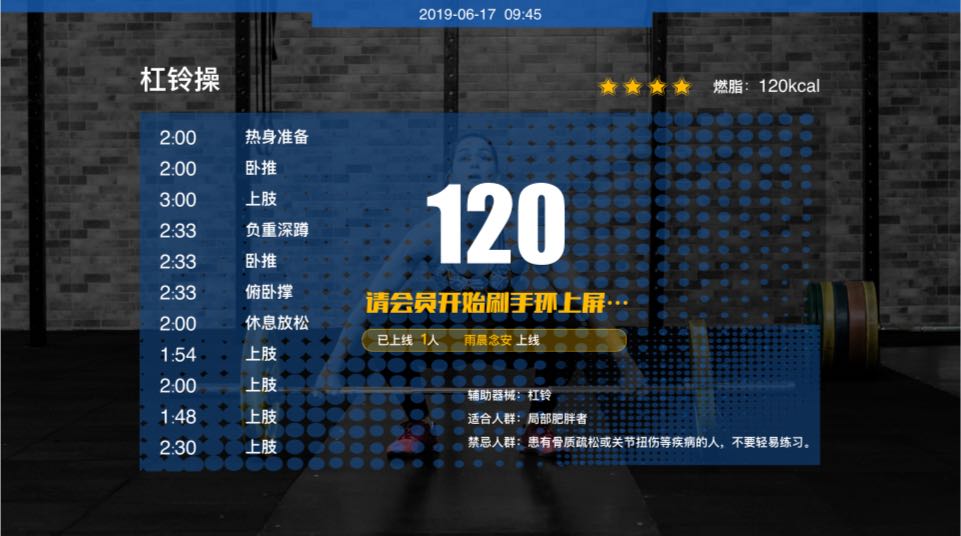 2019-06-17 09:45
杠铃操
燃脂：120kcal
2:00 热身准备
2:00 卧推
3:00 上肢
2:33 负重深蹲
2:33 卧推
2:33 俯卧撑
2:00 休息放松
1:54 上肢
2:00 上肢
1:48 上肢
2:30 上肢
120
请会员开始刷手环上屏…
已上线 1人 雨晨念安 上线
辅助器械：杠铃
适合人群：局部肥胖者
禁忌人群：患有骨质疏松或关节扭伤等疾病的人，不要轻易练习。